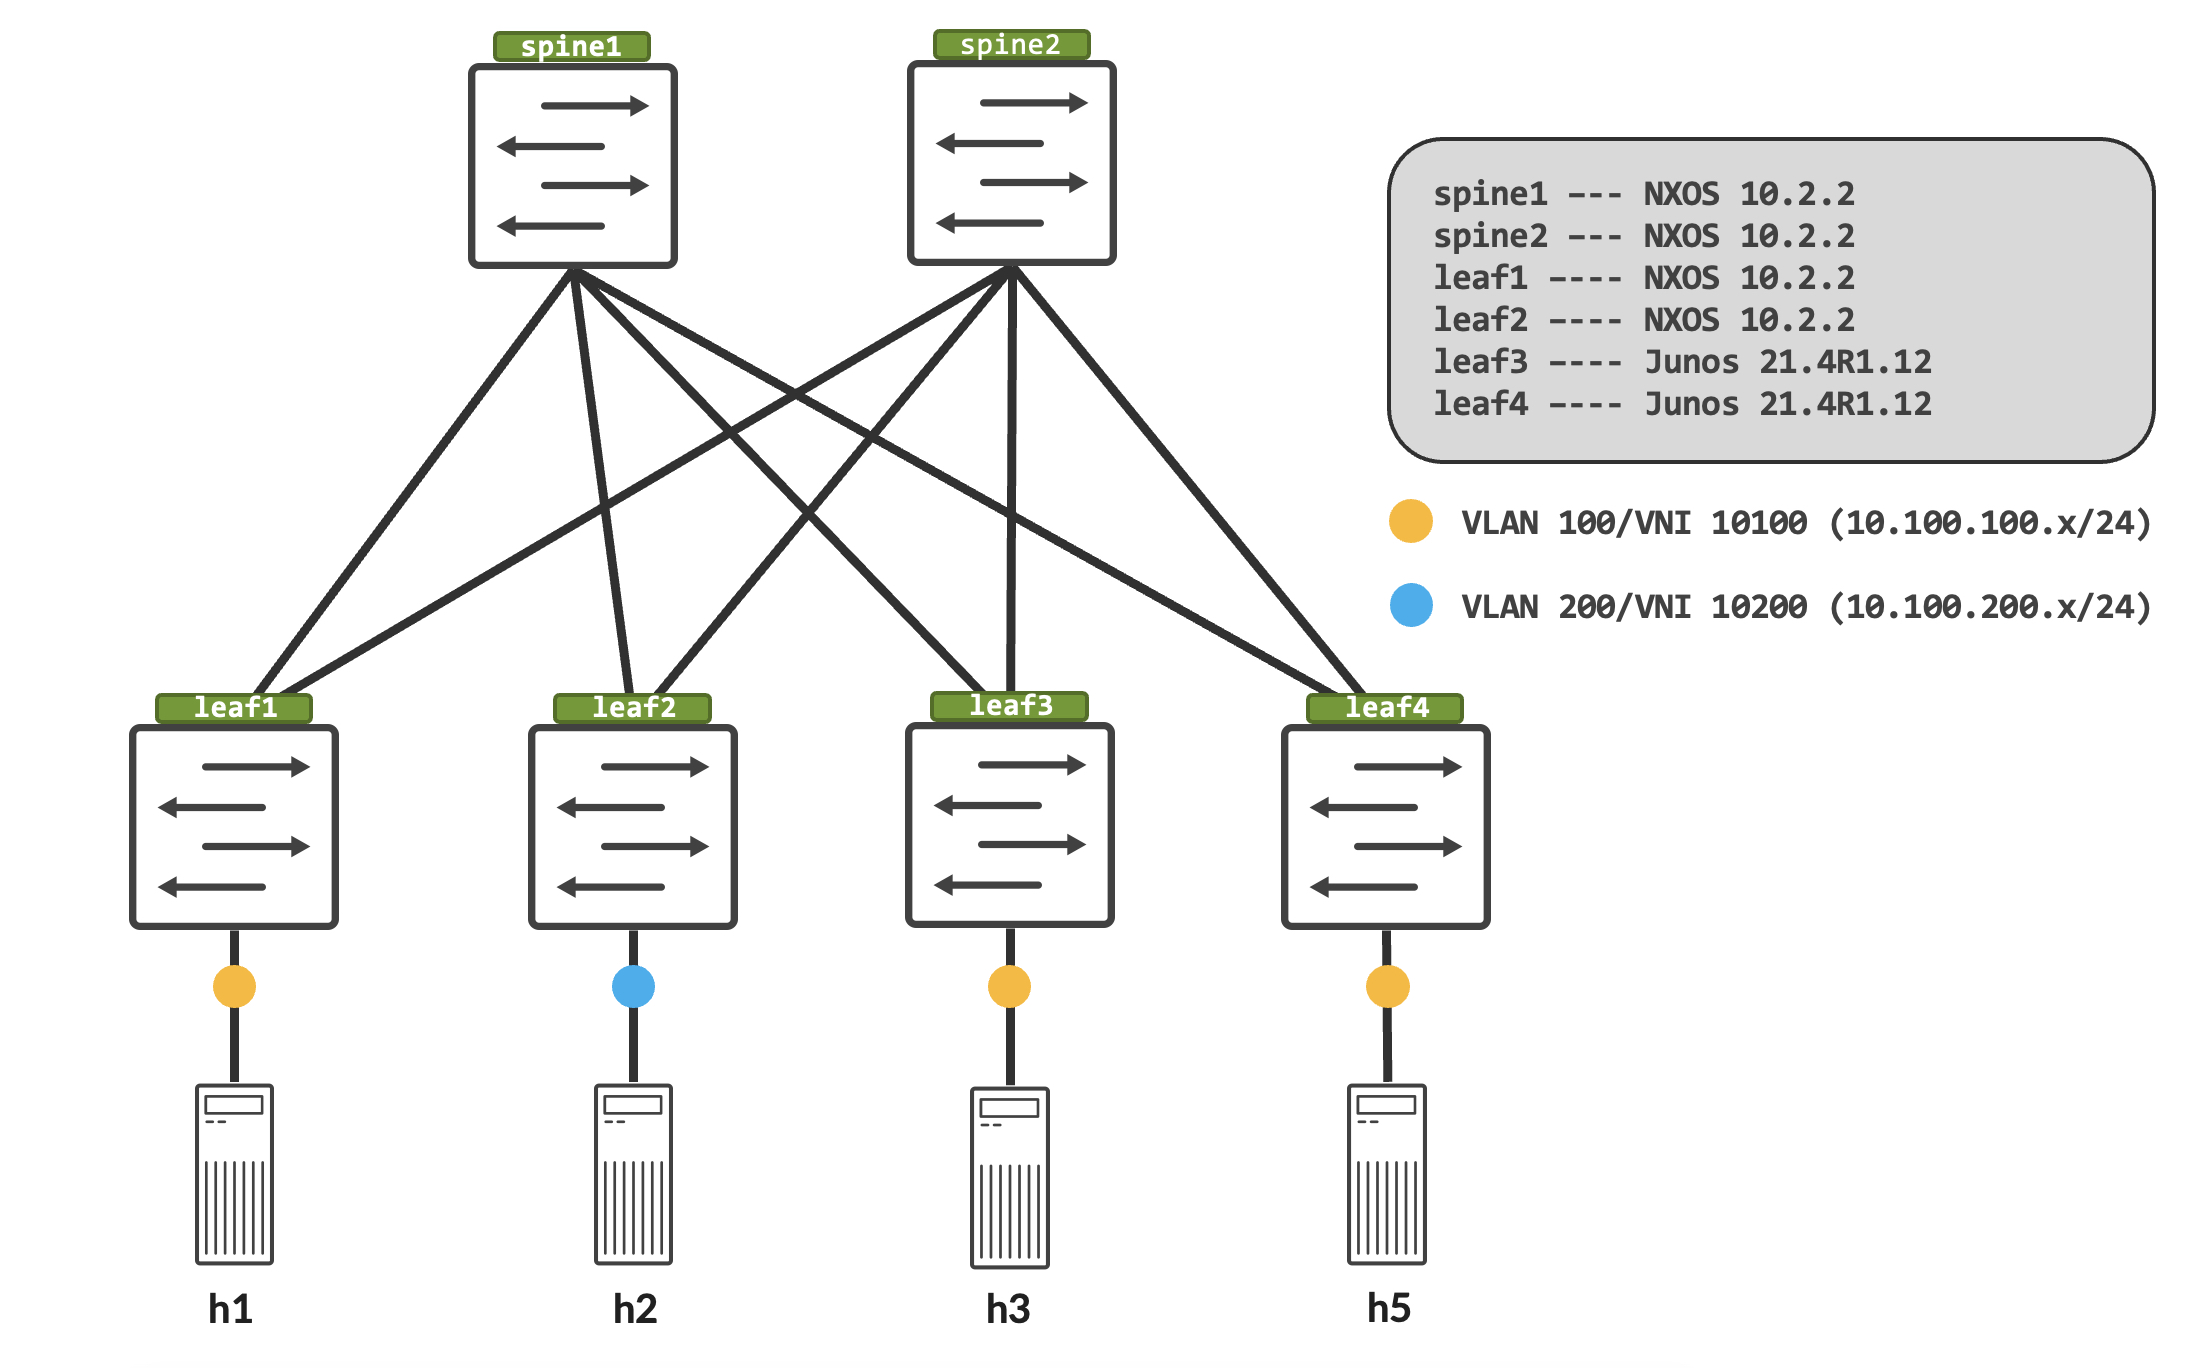 spine1
spine2
spine1 --- NXOS 10.2.2
spine2 --- NXOS 10.2.2
leaf1 ---- NXOS 10.2.2
leaf2 ---- NXOS 10.2.2
leaf3 ---- Junos 21.4R1.12
leaf4 ---- Junos 21.4R1.12
VLAN 100/VNI 10100 (10.100.100.x/24)
VLAN 200/VNI 10200 (10.100.200.x/24)
leaf1
leaf2
leaf3
leaf4
h1
h2
h3
h5